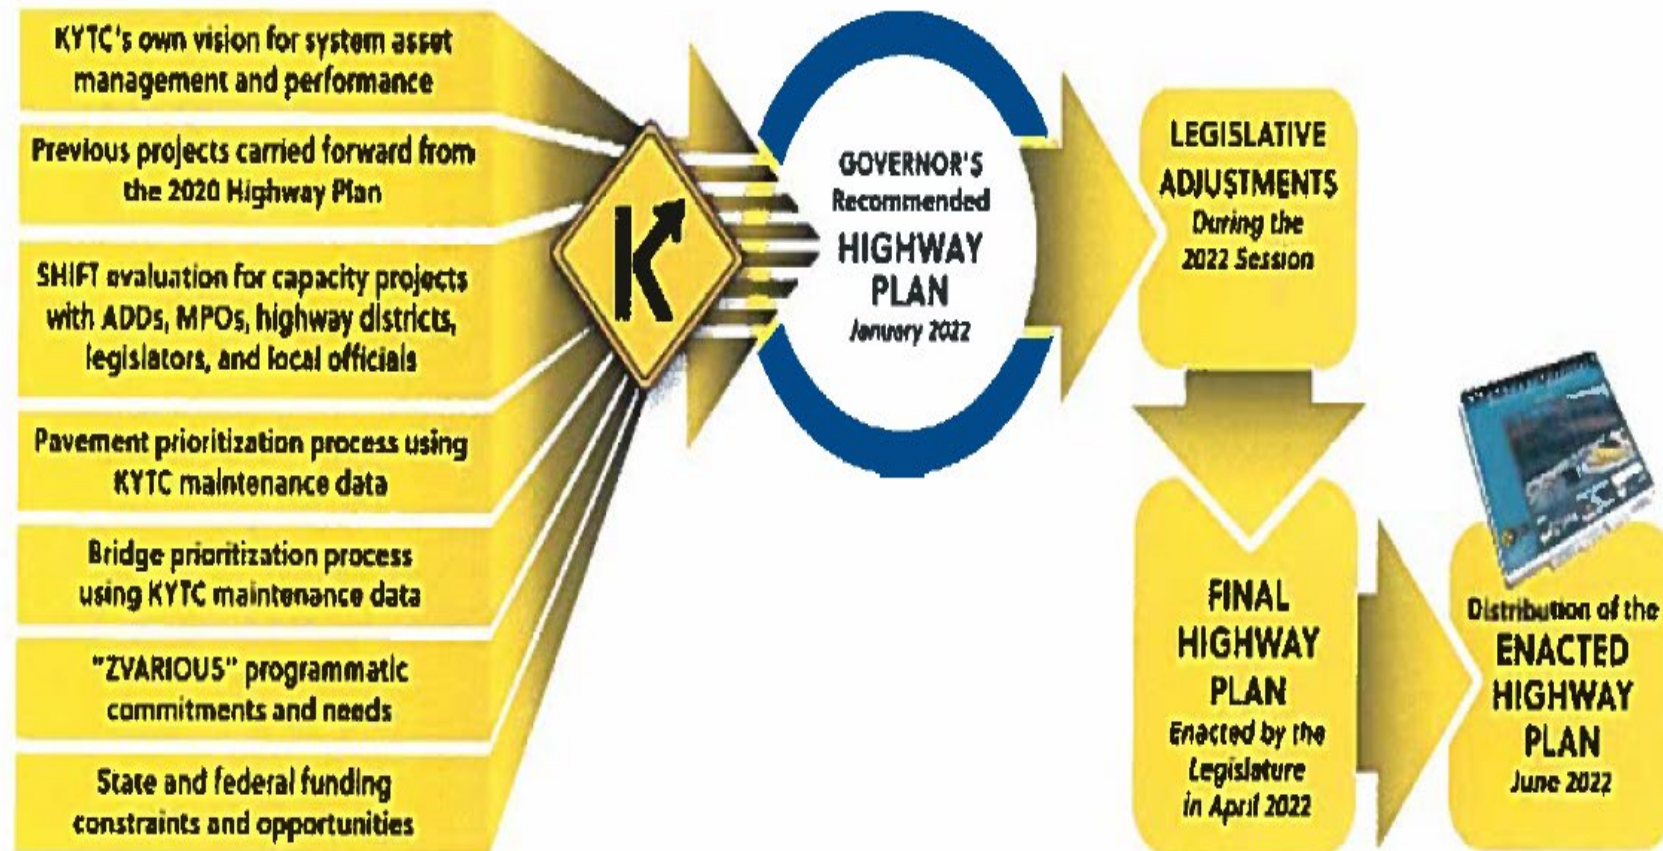 KYTC's own vision for system asset
management and performance
Previous projects carried forward from
the 2020 Highway Plan
SHIFT evaluation for capacity projects
with ADDs, MPOs, highway districts,
legislators, and local officials
Pavement prioritization process using
KYTC maintenance data
Bridge prioritization process
using KYTC maintenance data
"ZVARIOUS" programmatic
commitments and needs
State and federal funding
constraints and opportunities
K
GOVERNOR'S
Recommended
HIGHWAY
PLAN
January 2022
LEGISLATIVE
ADJUSTMENTS
During the
2022 Session
FINAL
HIGHWAY
PLAN
Enacted by the
Legislature
in April 2022
Distribution of the
ENACTED
HIGHWAY
PLAN
June 2022